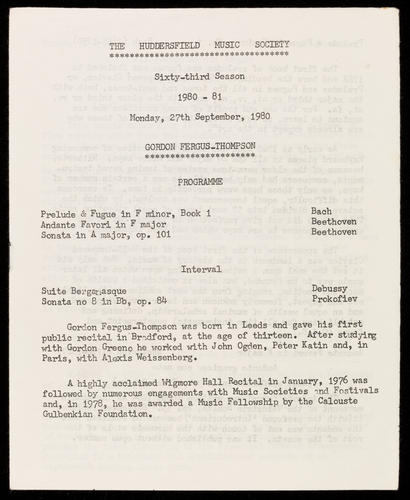 THE HUDDERSFIELD MUSIC SOCIETY
Sixty-third Season
1980 - 81
Monday, 27th September, 1980
GORDON FERGUS-THOMPSON
PROGRAMME
Prelude & Fugue in F minor, Book 1 Bach
Andante Favori in F major Beethoven
Sonata in A major, op. 101 Beethoven
Interval
Suite Bergamasque Debussy
Sonata no 8 in Bb, op. 84 Prokofiev
Gordon Fergus-Thompson was born in Leeds and gave his first
public recital in Bradford, at the age of thirteen. After studying
with Gordon Green, he worked with John Ogden, Peter Katin and, in
Paris, with Alexis Weissenberg.
A highly acclaimed Wigmore Hall Recital in January, 1976 was
followed by numerous engagements with Music Societies and Festivals
and, in 1978, he was awarded a Music Fellowship by the Calouste
Gulbenkian Foundation.